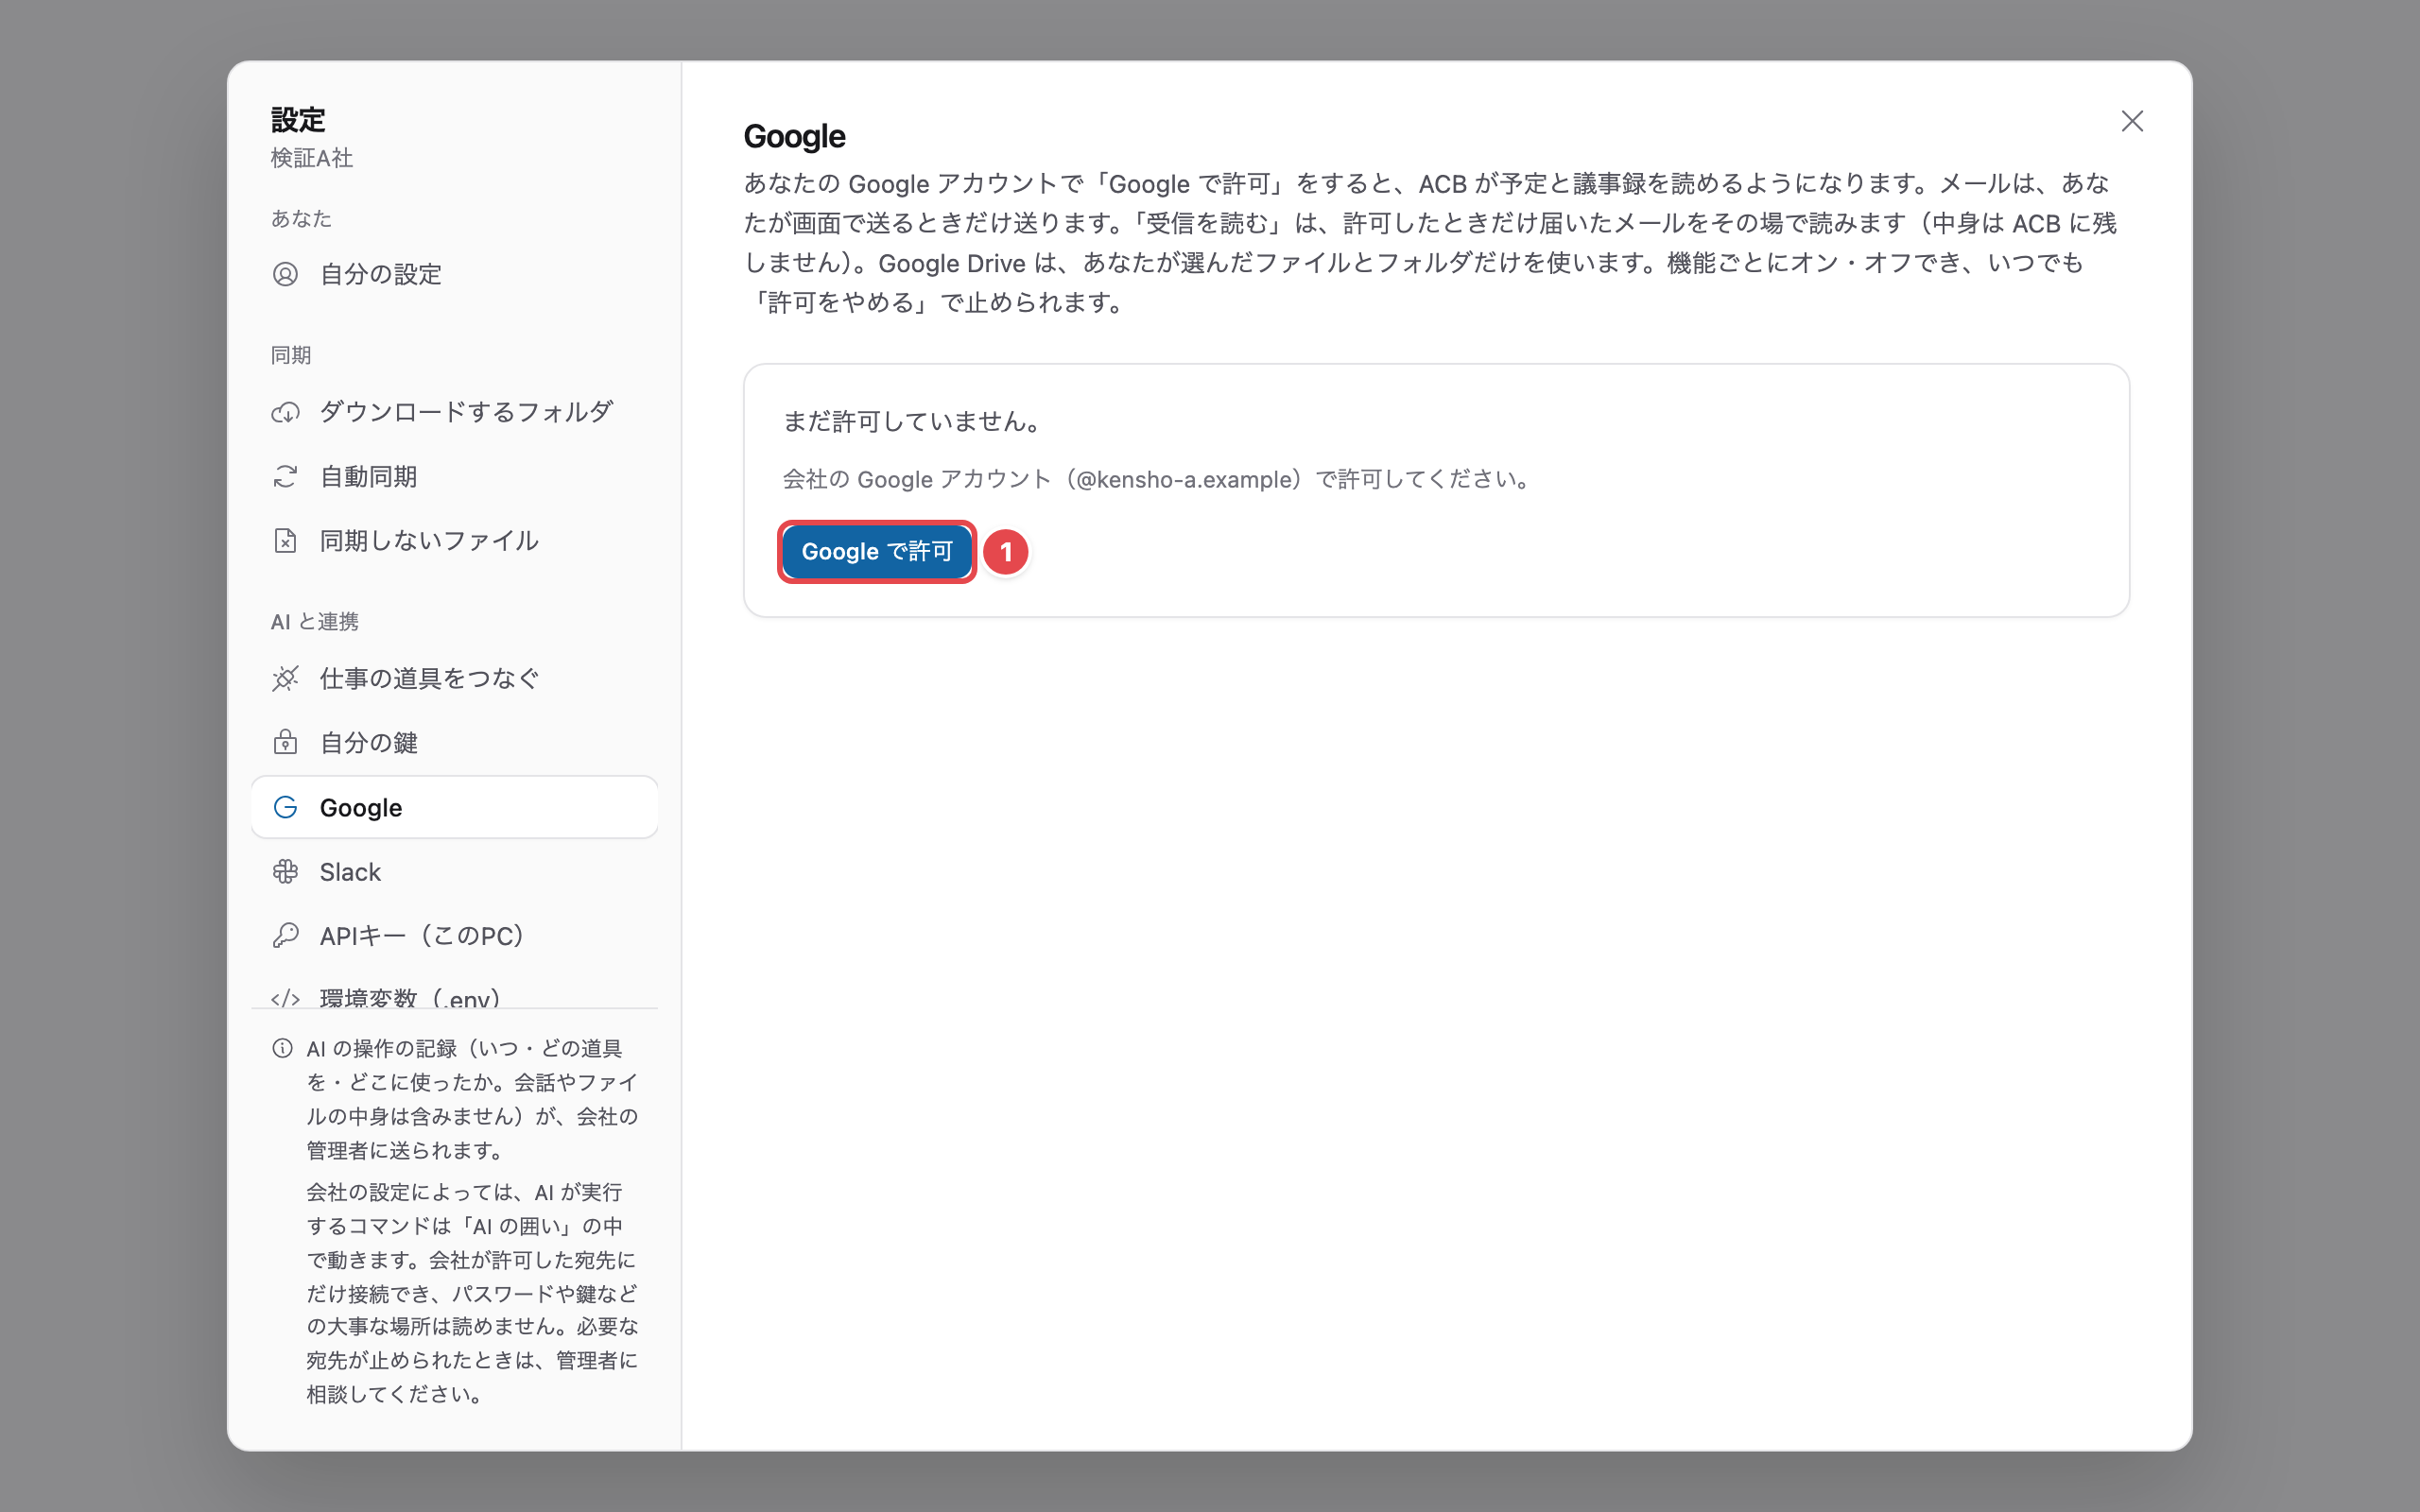 設定
検証A社
あなた
自分の設定
同期
ダウンロードするフォルダ
自動同期
同期しないファイル
AI と連携
仕事の道具をつなぐ
自分の鍵
Google
Slack
APIキー（このPC）
環境変数（.env）
AI の操作の記録（いつ・どの道具
を・どこに使ったか。会話やファイ
ルの中身は含みません）が、会社の
管理者に送られます。
会社の設定によっては、AI が実行
するコマンドは「AI の囲い」の中
で動きます。会社が許可した宛先に
だけ接続でき、パスワードや鍵など
の大事な場所は読めません。必要な
宛先が止められたときは、管理者に
相談してください。
Google
あなたの Google アカウントで「Google で許可」をすると、ACB が予定と議事録を読めるようになります。メールは、あな
たが画面で送るときだけ送ります。「受信を読む」は、許可したときだけ届いたメールをその場で読みます（中身は ACB に残
しません）。Google Drive は、あなたが選んだファイルとフォルダだけを使います。機能ごとにオン・オフでき、いつでも
「許可をやめる」で止められます。
まだ許可していません。
会社の Google アカウント（@kensho-a.example）で許可してください。
Google で許可
1